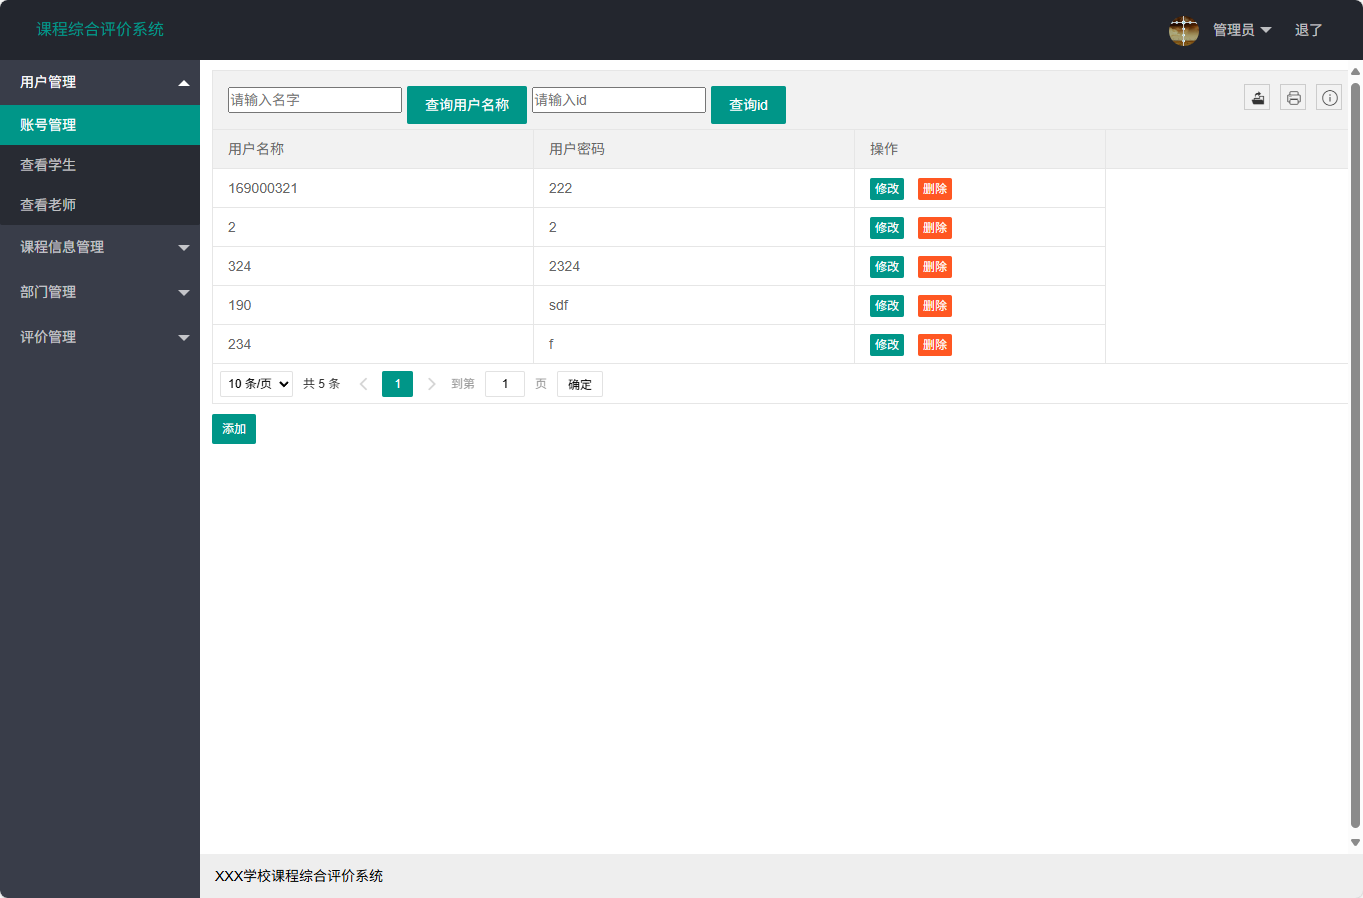 课程综合评价系统
管理员 退了
用户管理
账号管理
查看学生
查看老师
课程信息管理
部门管理
评价管理
请输入名字 查询用户名称 请输入id 查询id
用户名称 用户密码 操作
169000321 222 修改 删除
2 2 修改 删除
324 2324 修改 删除
190 sdf 修改 删除
234 f 修改 删除
10 条/页 共 5 条 1 到第 1 页 确定
添加
XXX学校课程综合评价系统